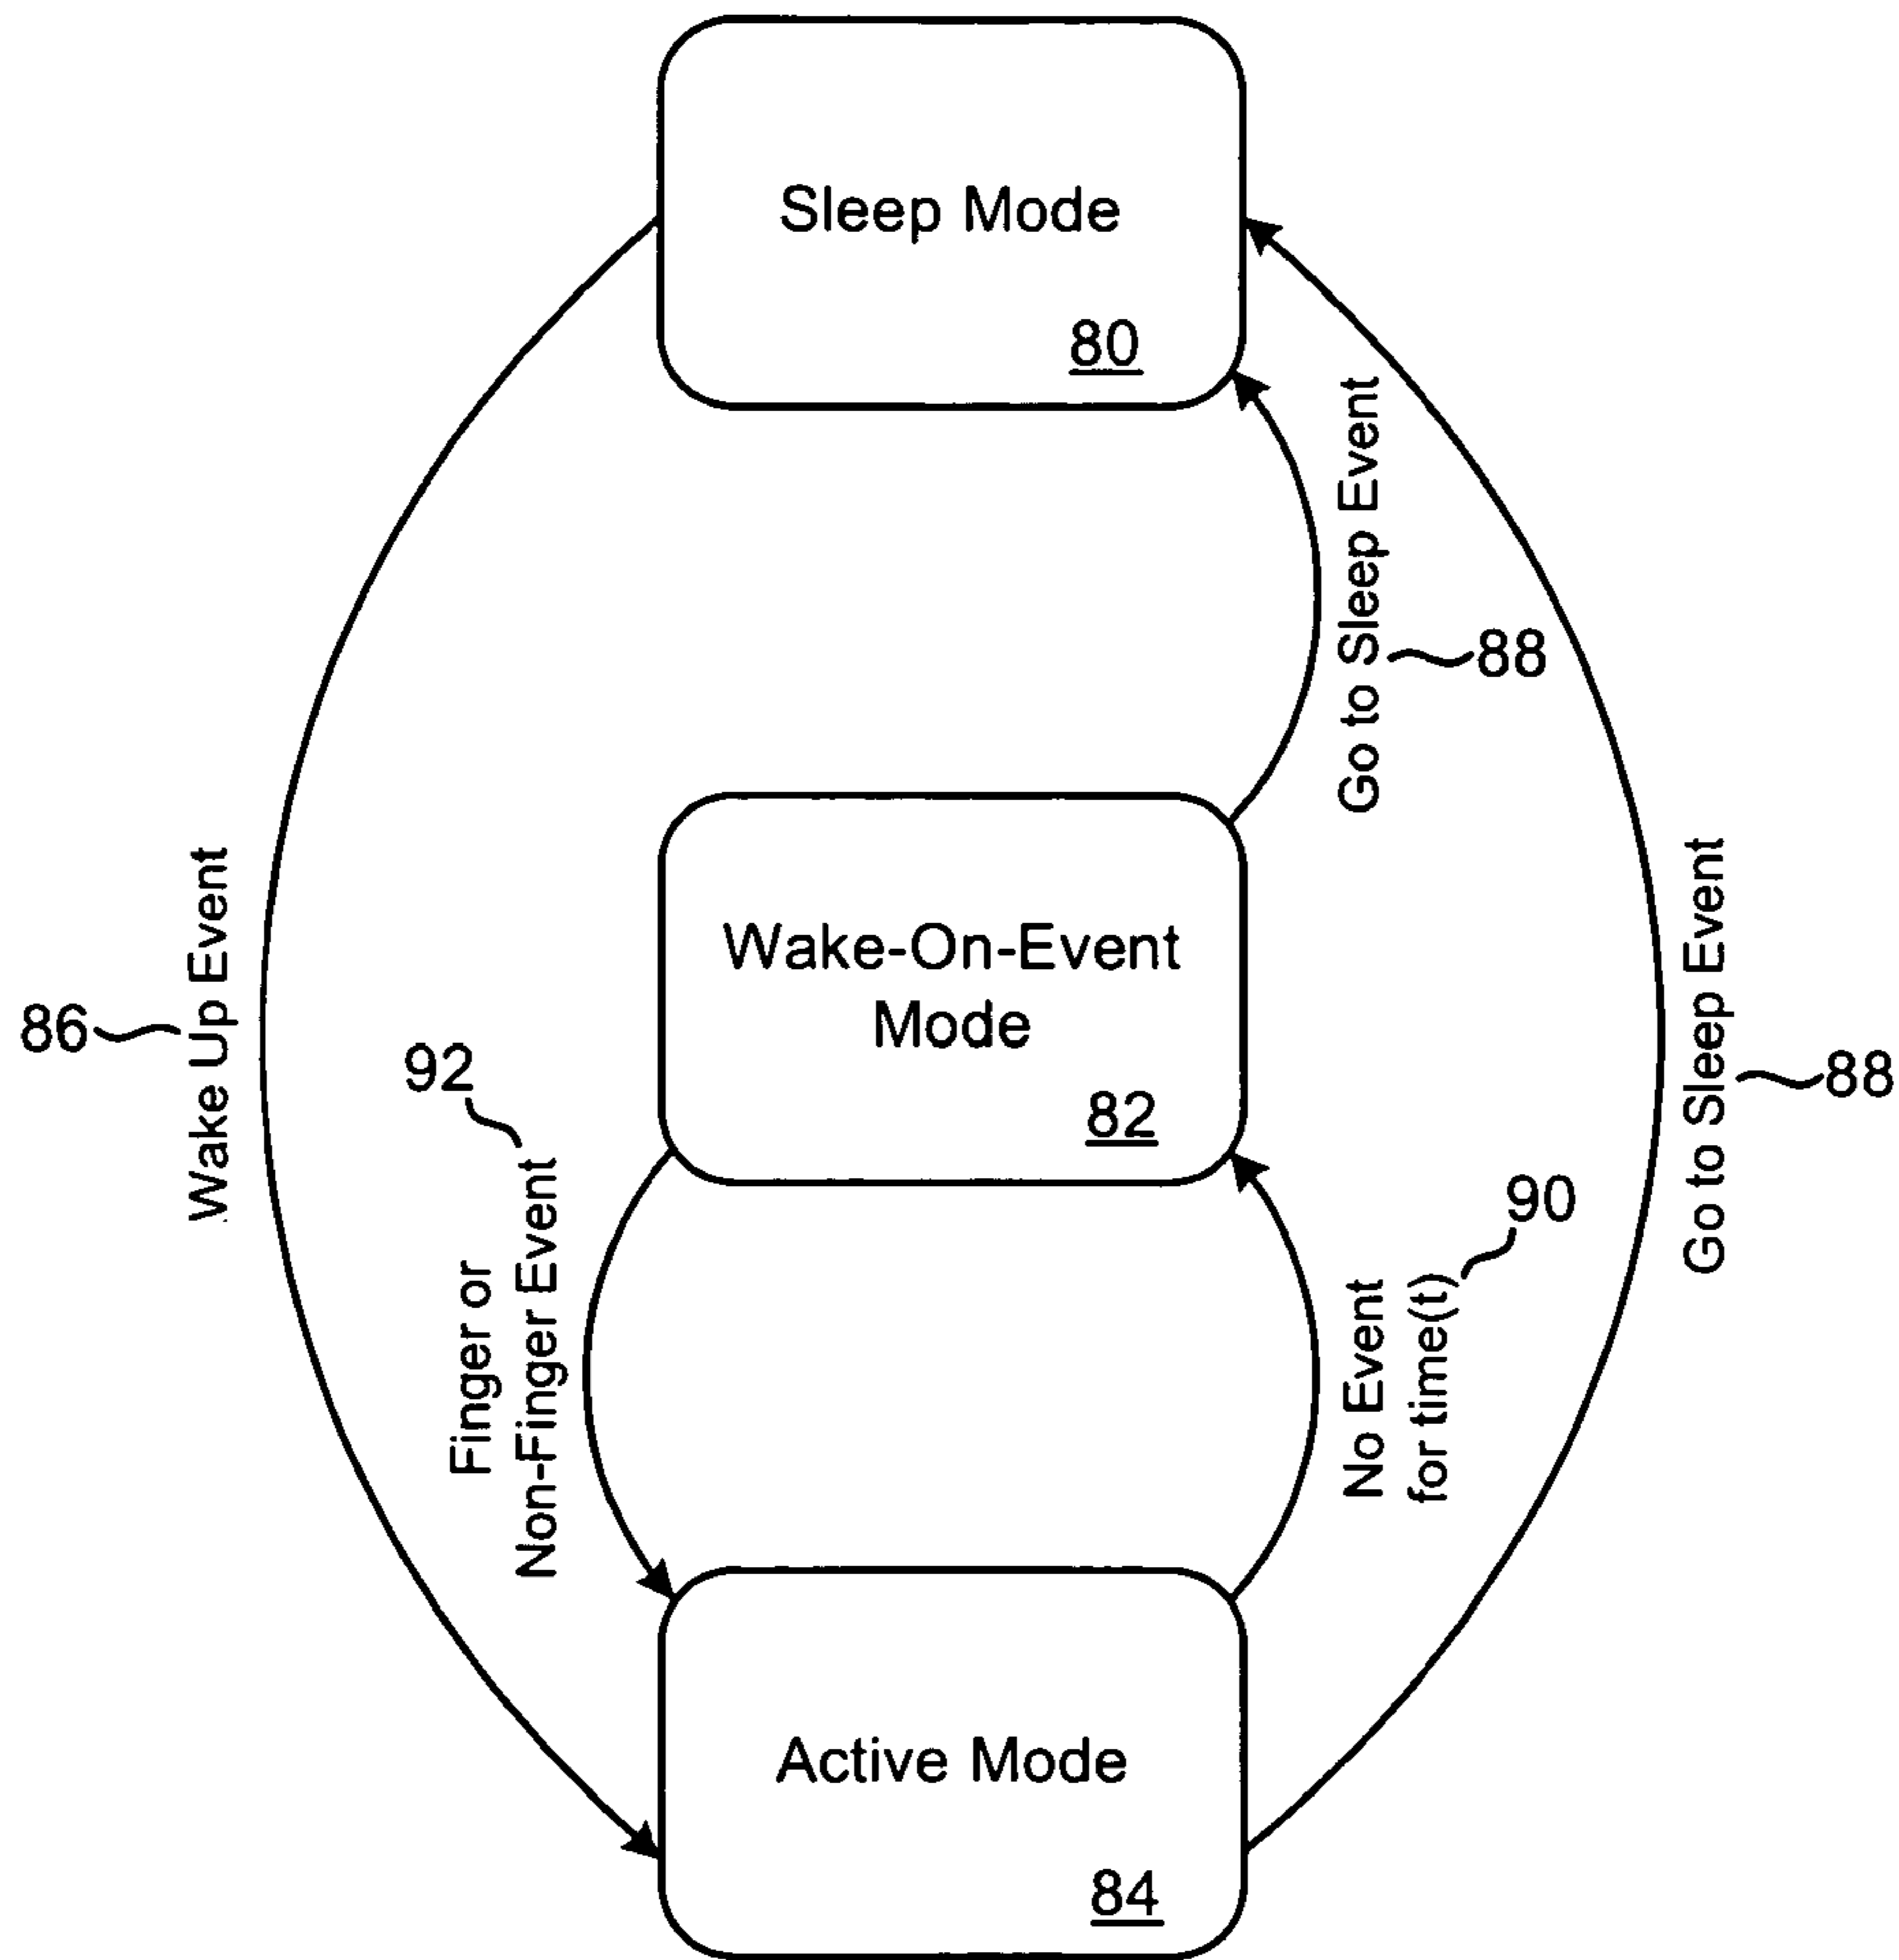 Sleep Mode
80
Go to Sleep Event
88
Wake-On-Event
Mode
82
Wake Up Event
86
92
Finger or
Non-Finger Event
No Event
for time(t)
90
Go to Sleep Event
88
Active Mode
84